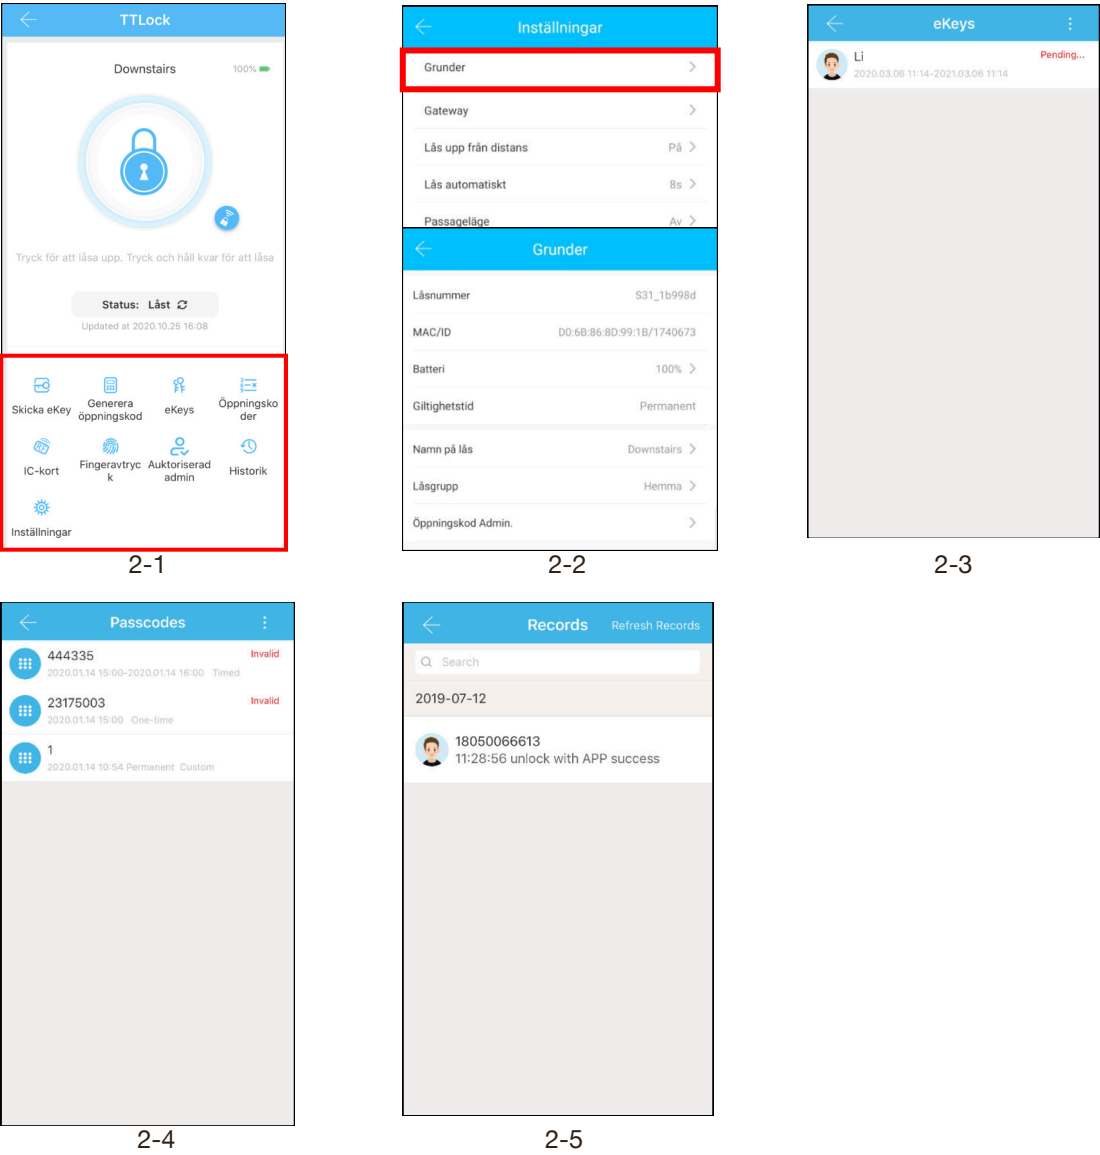 TTLock
Downstairs
100%
Tryck för att låsa upp. Tryck och håll kvar för att låsa
Status: Låst
Updated at 2020.10.25 16:08
Skicka eKey
Generera
öppningskod
eKeys
Öppningsko
der
IC-kort
Fingeravtryc
k
Auktoriserad
admin
Historik
Inställningar
2-1
Inställningar
Grunder
Gateway
Lås upp från distans På
Lås automatiskt 8s
Passageläge Av
Grunder
Låsnummer S31_1b998d
MAC/ID D0:6B:86:8D:99:1B/1740673
Batteri 100%
Giltighetstid Permanent
Namn på lås Downstairs
Låsgrupp Hemma
Öppningskod Admin.
2-2
eKeys
Li
Pending...
2020.03.06 11:14-2021.03.06 11:14
2-3
Passcodes
444335
Invalid
2020.01.14 15:00-2020.01.14 16:00 Timed
23175003
Invalid
2020.01.14 15:00 One-time
1
2020.01.14 10:54 Permanent Custom
2-4
Records
Refresh Records
Search
2019-07-12
18050066613
11:28:56 unlock with APP success
2-5